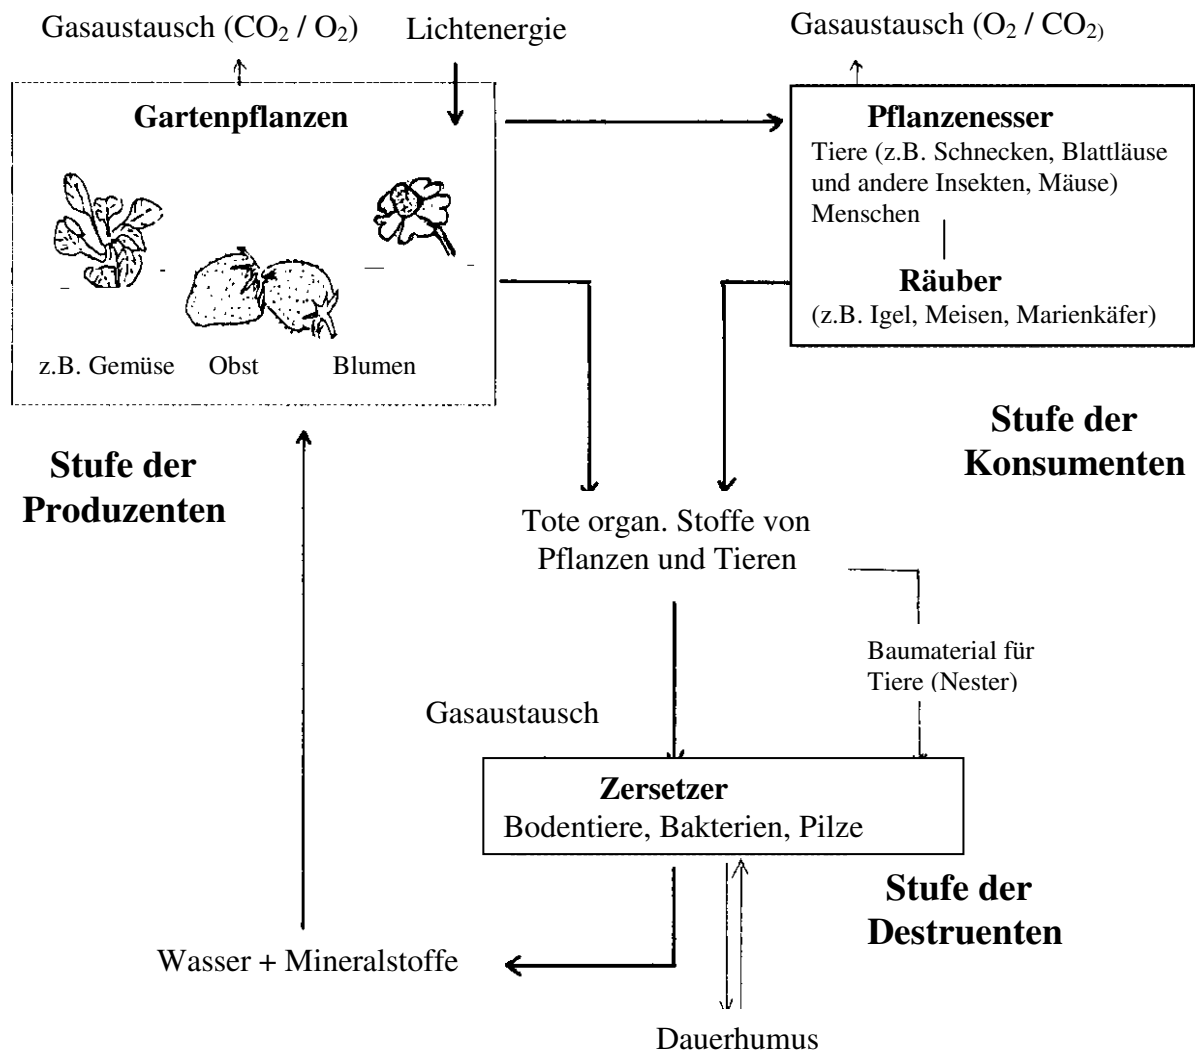 Gasaustausch (CO₂ / O₂)
Lichtenergie
Gasaustausch (O₂ / CO₂)
Gartenpflanzen
z.B. Gemüse Obst Blumen
Stufe der
Produzenten
Pflanzenesser
Tiere (z.B. Schnecken, Blattläuse
und andere Insekten, Mäuse)
Menschen
Räuber
(z.B. Igel, Meisen, Marienkäfer)
Stufe der
Konsumenten
Tote organ. Stoffe von
Pflanzen und Tieren
Baumaterial für
Tiere (Nester)
Gasaustausch
Zersetzer
Bodentiere, Bakterien, Pilze
Stufe der
Destruenten
Wasser + Mineralstoffe
Dauerhumus